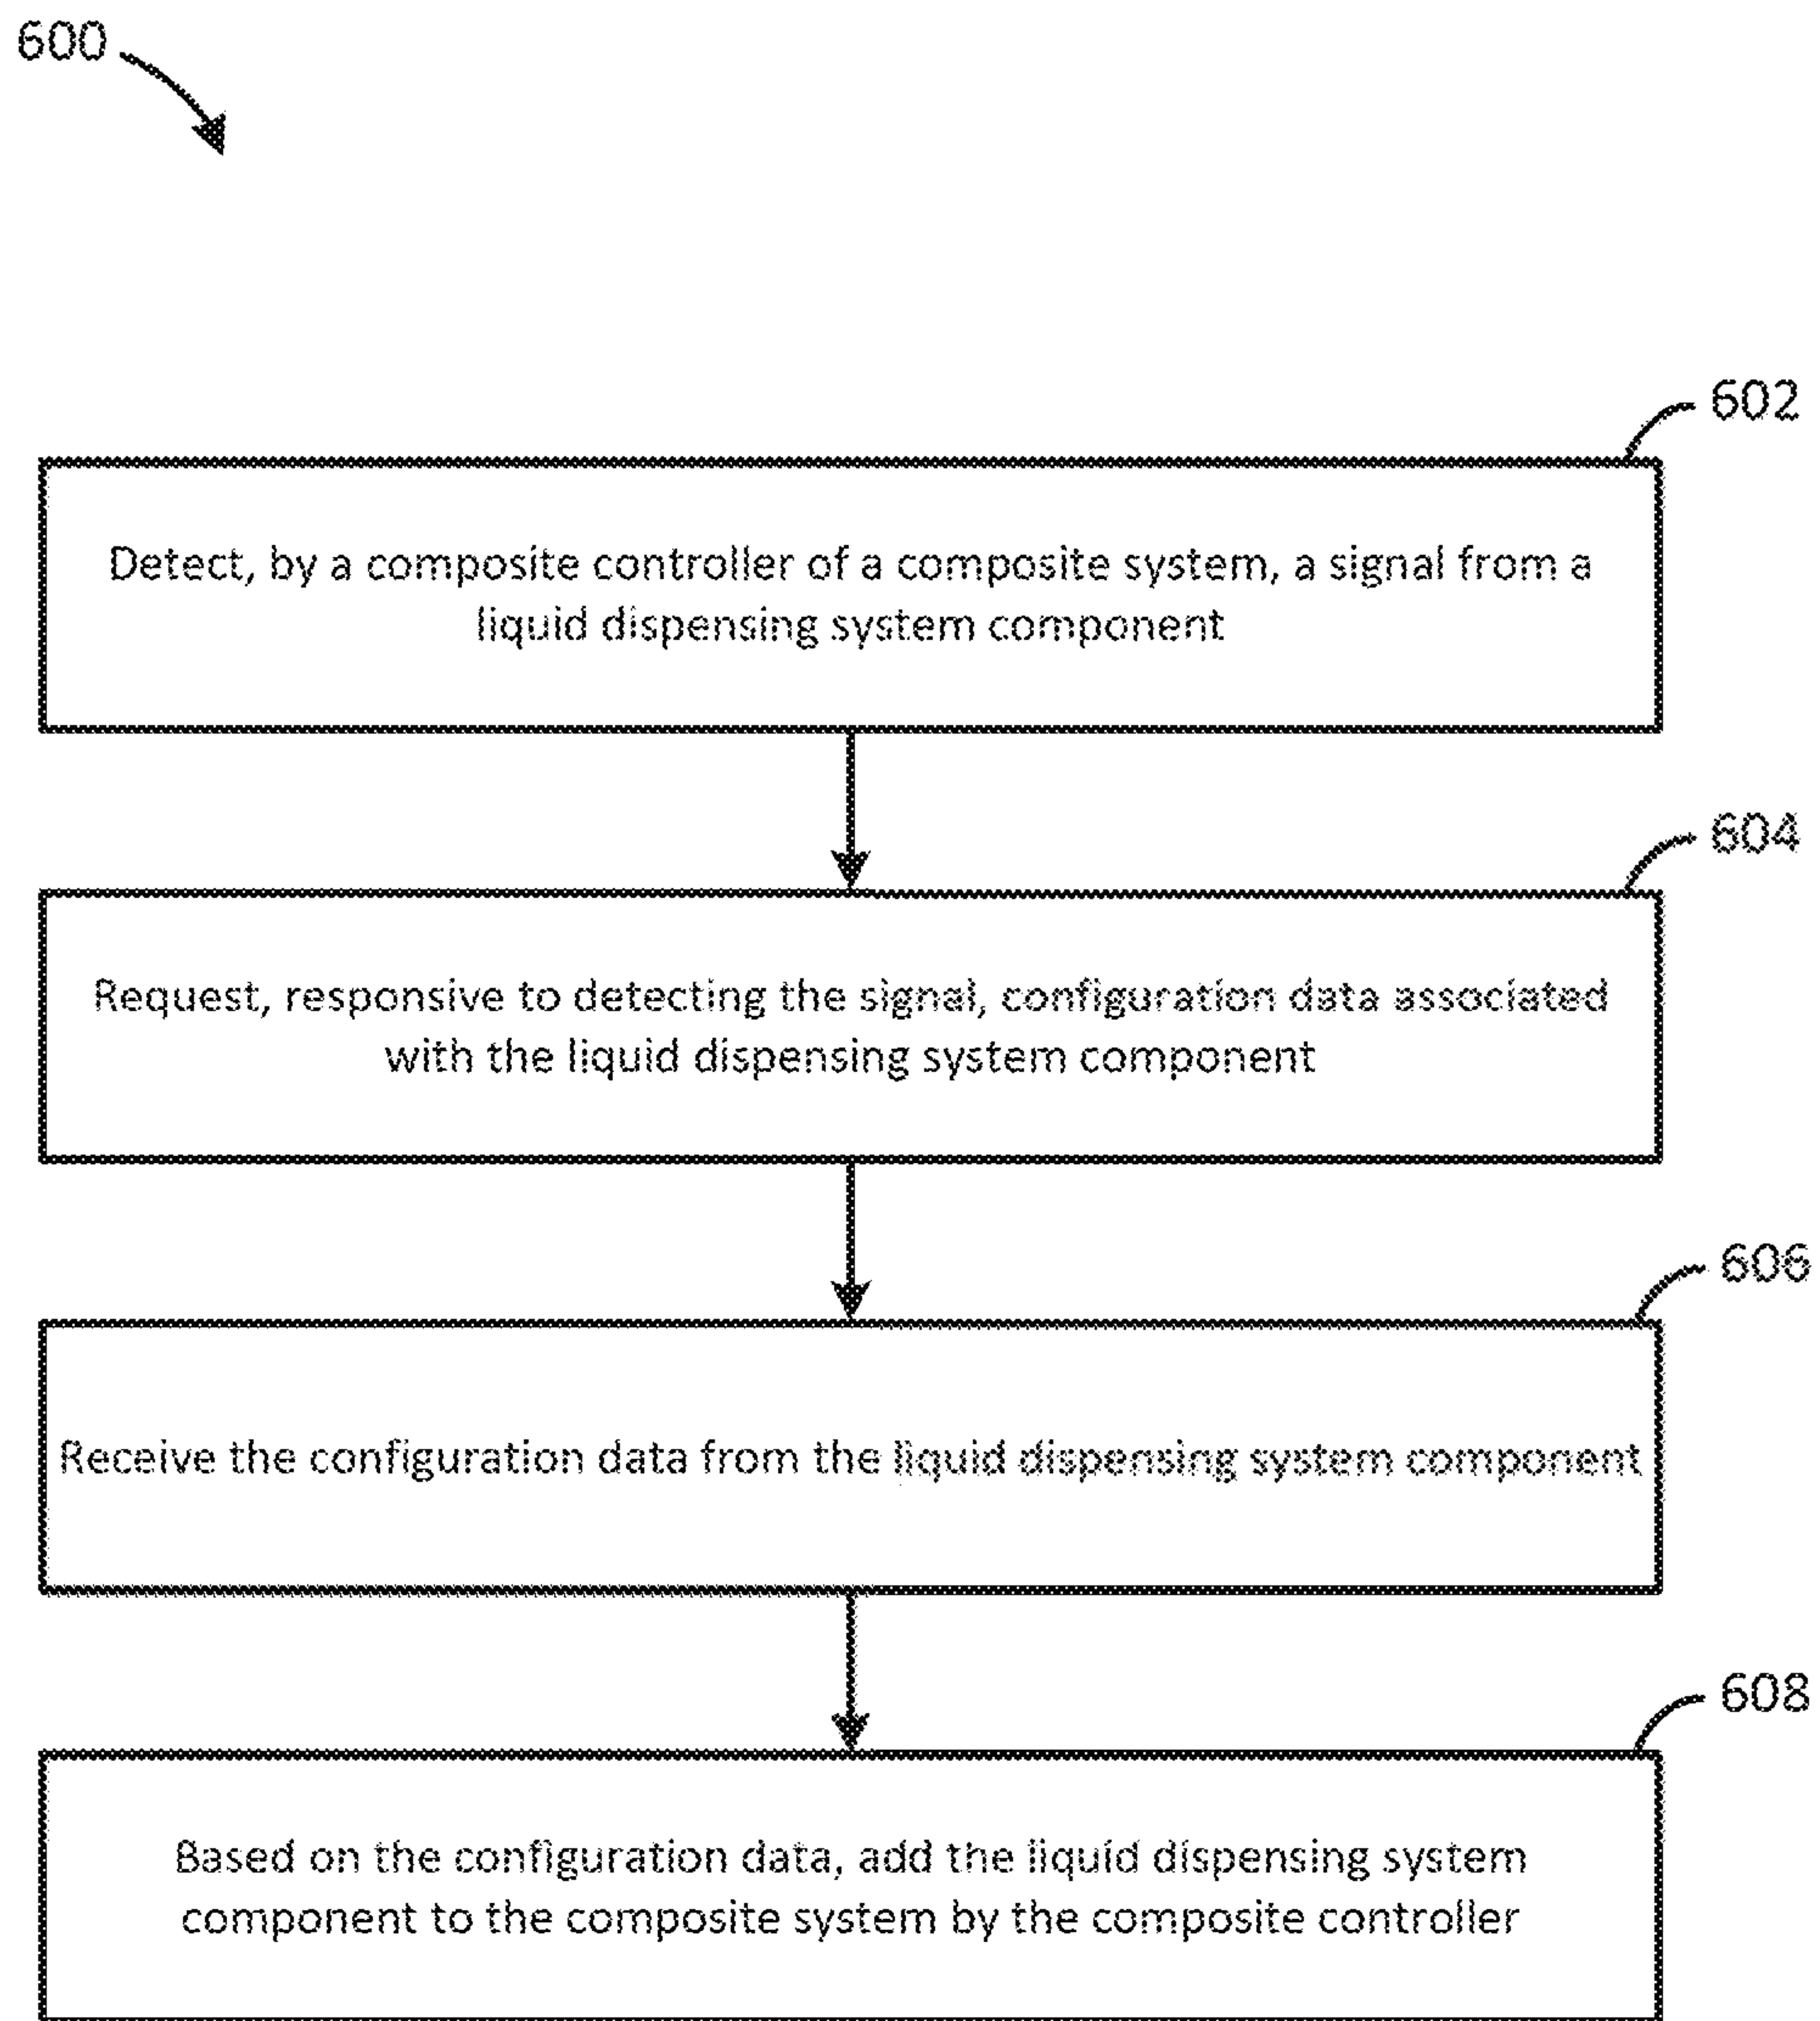 600
602
Detect, by a composite controller of a composite system, a signal from a
liquid dispensing system component
604
Request, responsive to detecting the signal, configuration data associated
with the liquid dispensing system component
606
Receive the configuration data from the liquid dispensing system component
608
Based on the configuration data, add the liquid dispensing system
component to the composite system by the composite controller